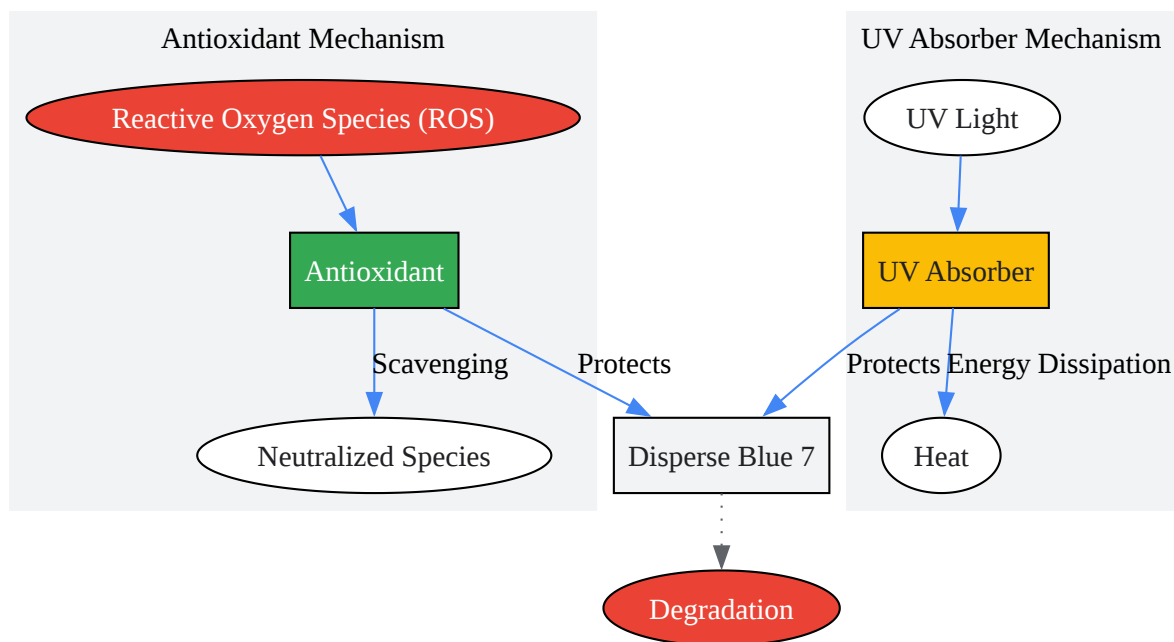 Antioxidant Mechanism
UV Absorber Mechanism
Reactive Oxygen Species (ROS)
UV Light
Antioxidant
UV Absorber
Scavenging
Protects
Protects
Energy Dissipation
Neutralized Species
Disperse Blue 7
Heat
Degradation